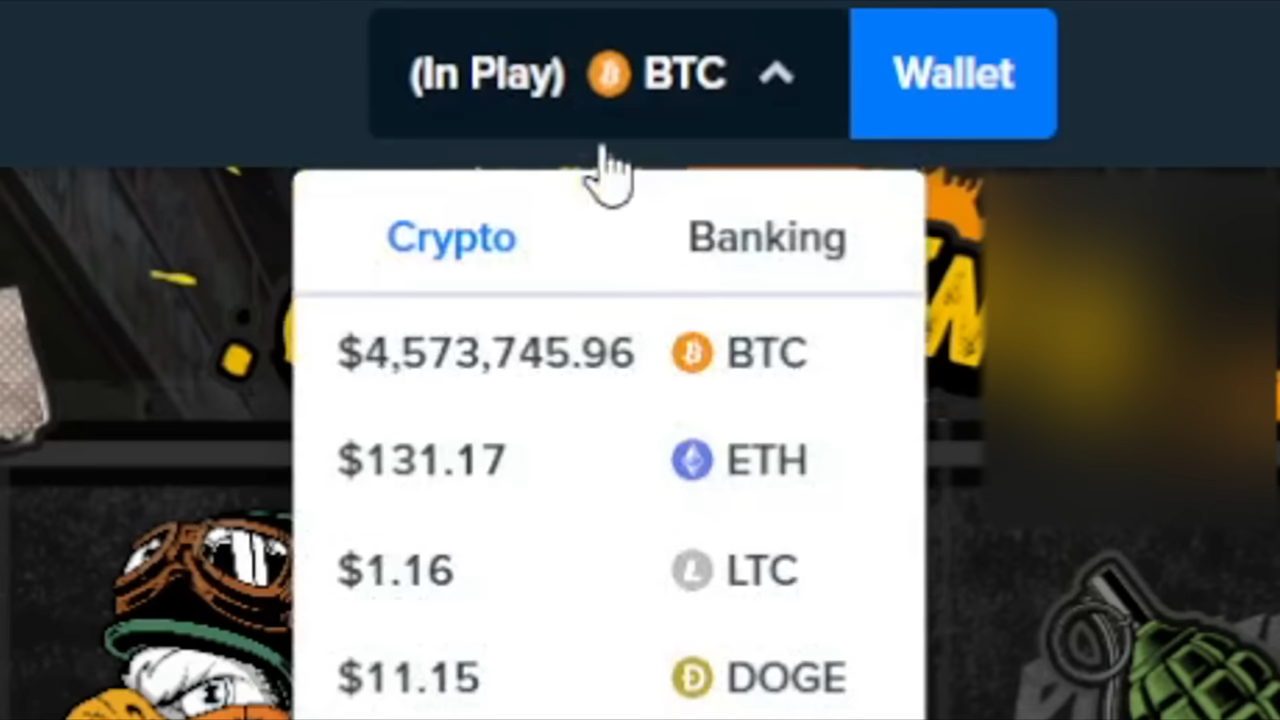 (In Play) BTC Wallet
Crypto Banking
$4,573,745.96 BTC
$131.17 ETH
$1.16 LTC
$11.15 DOGE